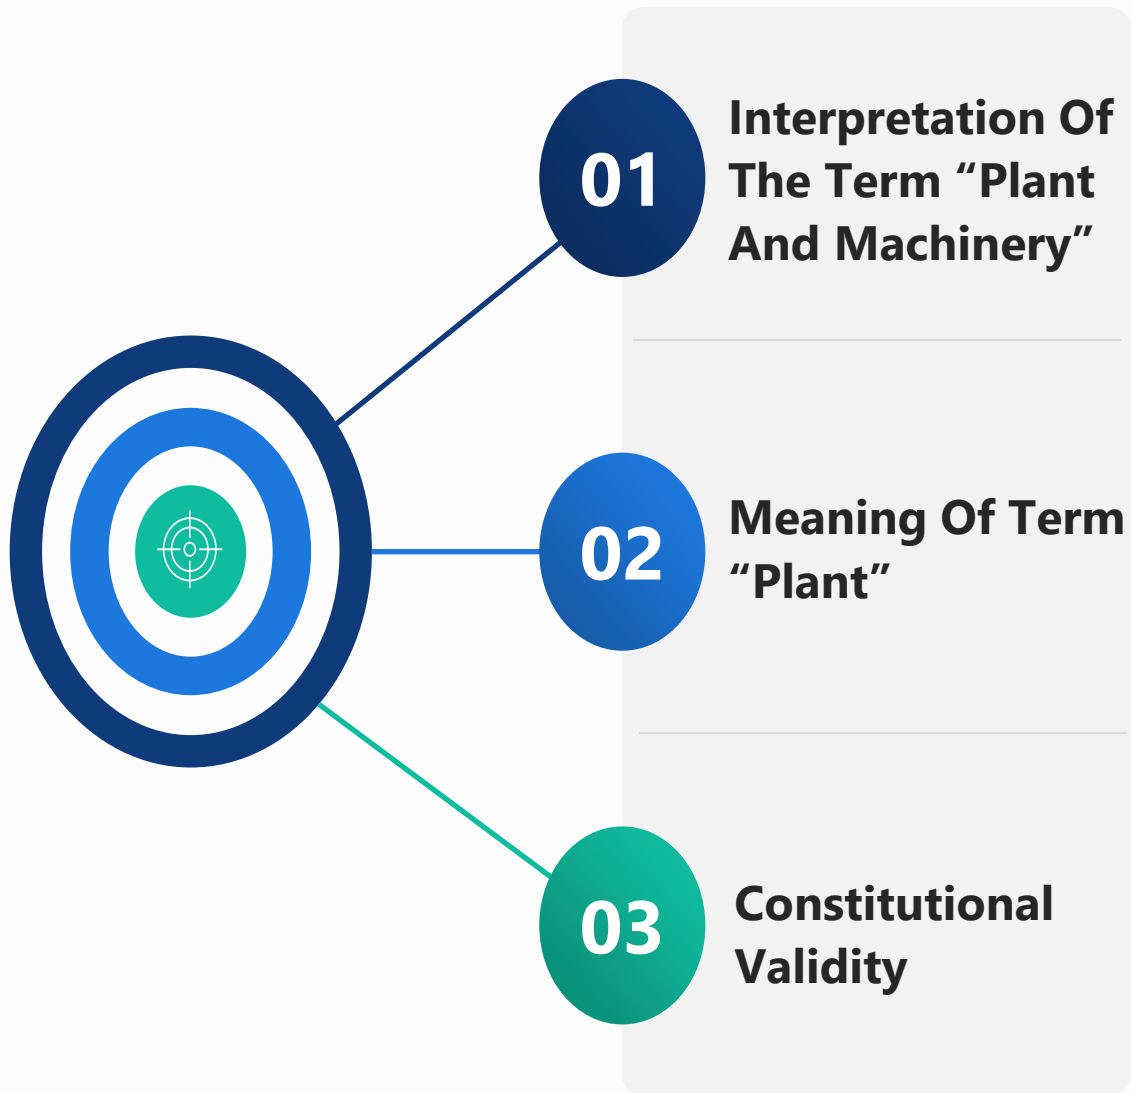 01
Interpretation Of
The Term “Plant
And Machinery”
02
Meaning Of Term
“Plant”
03
Constitutional
Validity